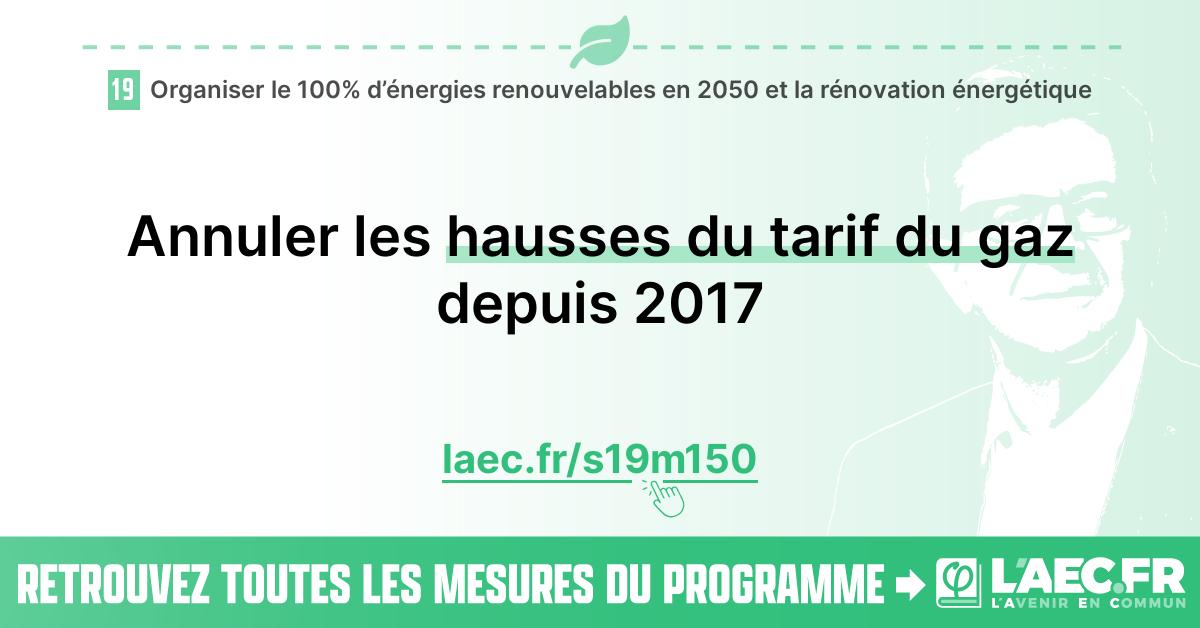 19 Organiser le 100% d’énergies renouvelables en 2050 et la rénovation énergétique
Annuler les hausses du tarif du gaz
depuis 2017
laec.fr/s19m150
RETROUVEZ TOUTES LES MESURES DU PROGRAMME
L'AEC.FR
L'AVENIR EN COMMUN